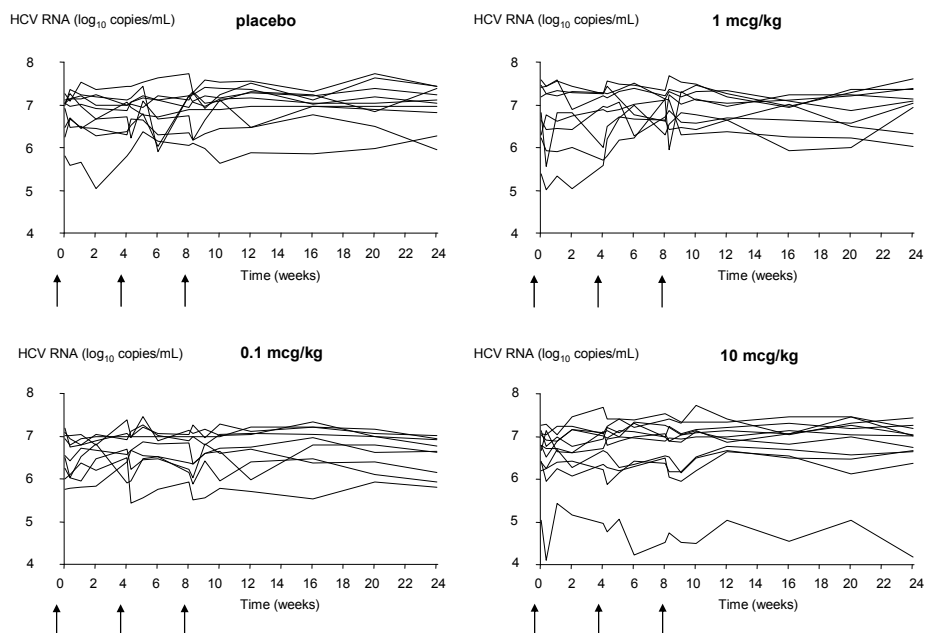 HCV RNA (log10 copies/mL) placebo
8
7
6
5
4
0 2 4 6 8 10 12 14 16 18 20 22 24
Time (weeks)
HCV RNA (log10 copies/mL) 1 mcg/kg
8
7
6
5
4
0 2 4 6 8 10 12 14 16 18 20 22 24
Time (weeks)
HCV RNA (log10 copies/mL) 0.1 mcg/kg
8
7
6
5
4
0 2 4 6 8 10 12 14 16 18 20 22 24
Time (weeks)
HCV RNA (log10 copies/mL) 10 mcg/kg
8
7
6
5
4
0 2 4 6 8 10 12 14 16 18 20 22 24
Time (weeks)